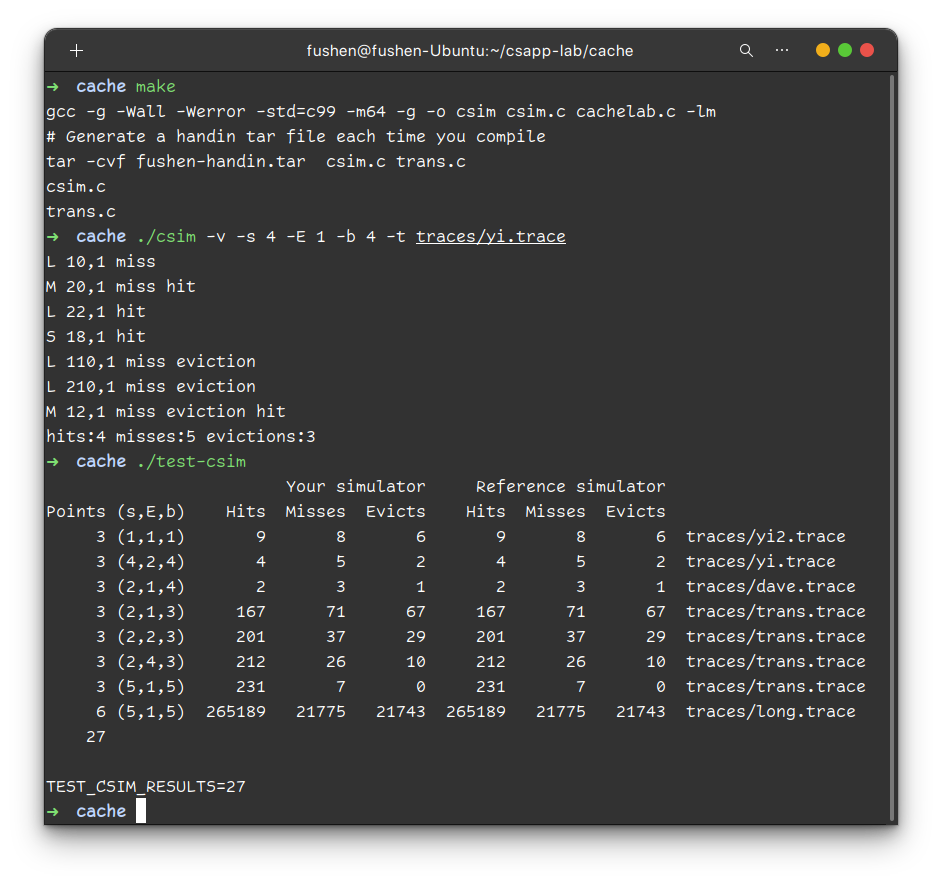 fushen@fushen-Ubuntu:~/csapp-lab/cache
➜  cache make
gcc -g -Wall -Werror -std=c99 -m64 -g -o csim csim.c cachelab.c -lm
# Generate a handin tar file each time you compile
tar -cvf fushen-handin.tar  csim.c trans.c
csim.c
trans.c
➜  cache ./csim -v -s 4 -E 1 -b 4 -t traces/yi.trace
L 10,1 miss
M 20,1 miss hit
L 22,1 hit
S 18,1 hit
L 110,1 miss eviction
L 210,1 miss eviction
M 12,1 miss eviction hit
hits:4 misses:5 evictions:3
➜  cache ./test-csim
                        Your simulator     Reference simulator
Points (s,E,b)    Hits  Misses  Evicts    Hits  Misses  Evicts
     3 (1,1,1)       9       8       6       9       8       6  traces/yi2.trace
     3 (4,2,4)       4       5       2       4       5       2  traces/yi.trace
     3 (2,1,4)       2       3       1       2       3       1  traces/dave.trace
     3 (2,1,3)     167      71      67     167      71      67  traces/trans.trace
     3 (2,2,3)     201      37      29     201      37      29  traces/trans.trace
     3 (2,4,3)     212      26      10     212      26      10  traces/trans.trace
     3 (5,1,5)     231       7       0     231       7       0  traces/trans.trace
     6 (5,1,5)  265189   21775   21743  265189   21775   21743  traces/long.trace
    27
TEST_CSIM_RESULTS=27
➜  cache